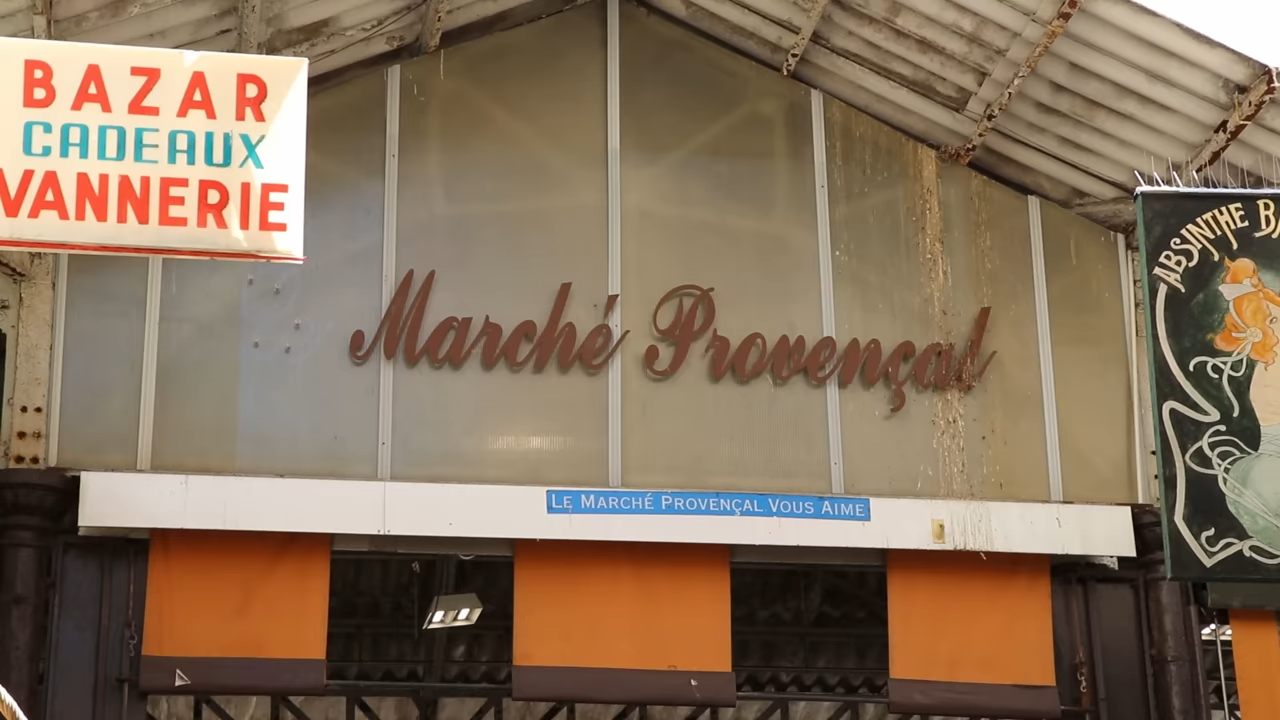 BAZAR
CADEAUX
VANNERIE
Marché Provençal
LE MARCHÉ PROVENÇAL VOUS AIME
ABSINTHE